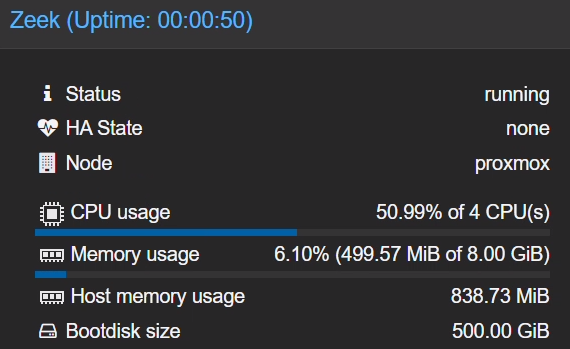 Zeek (Uptime: 00:00:50)
Status running
HA State none
Node proxmox
CPU usage 50.99% of 4 CPU(s)
Memory usage 6.10% (499.57 MiB of 8.00 GiB)
Host memory usage 838.73 MiB
Bootdisk size 500.00 GiB